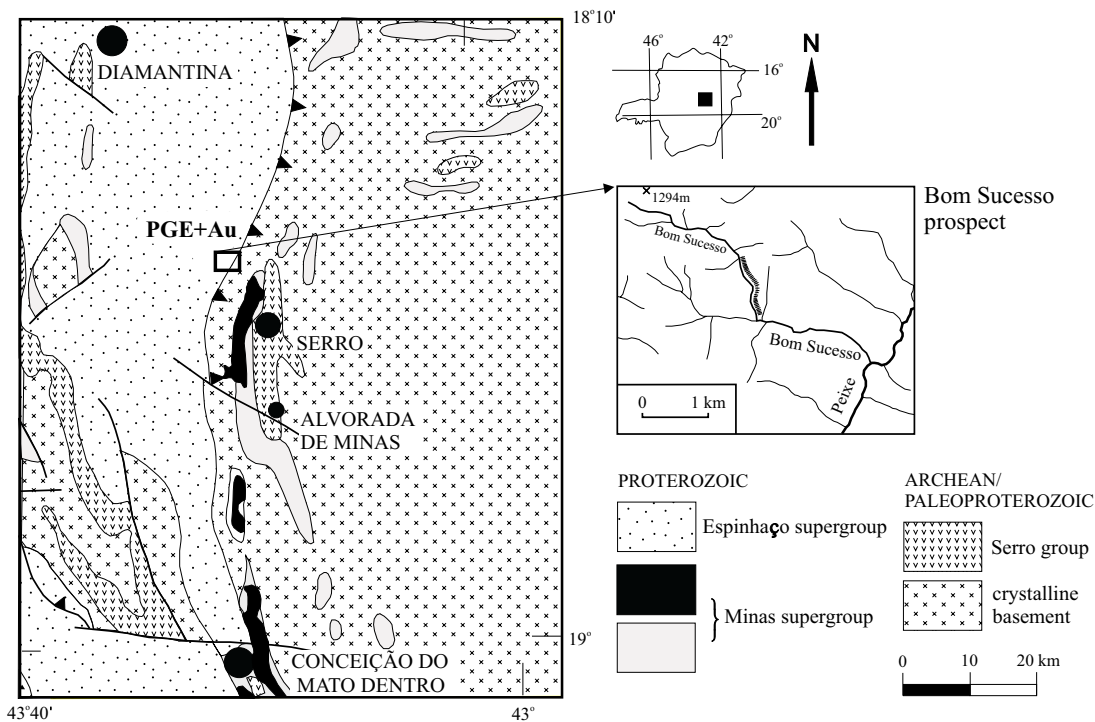 18°10'
DIAMANTINA
PGE+Au
SERRO
ALVORADA
DE MINAS
19°
CONCEIÇÃO DO
MATO DENTRO
43°40'
43°
46°
42°
16°
20°
N
Bom Sucesso
prospect
1294m
Bom Sucesso
Bom Sucesso
Peixe
0 1 km
PROTEROZOIC
Espinhaço supergroup
Minas supergroup
ARCHEAN/
PALEOPROTEROZOIC
Serro group
crystalline
basement
0 10 20 km